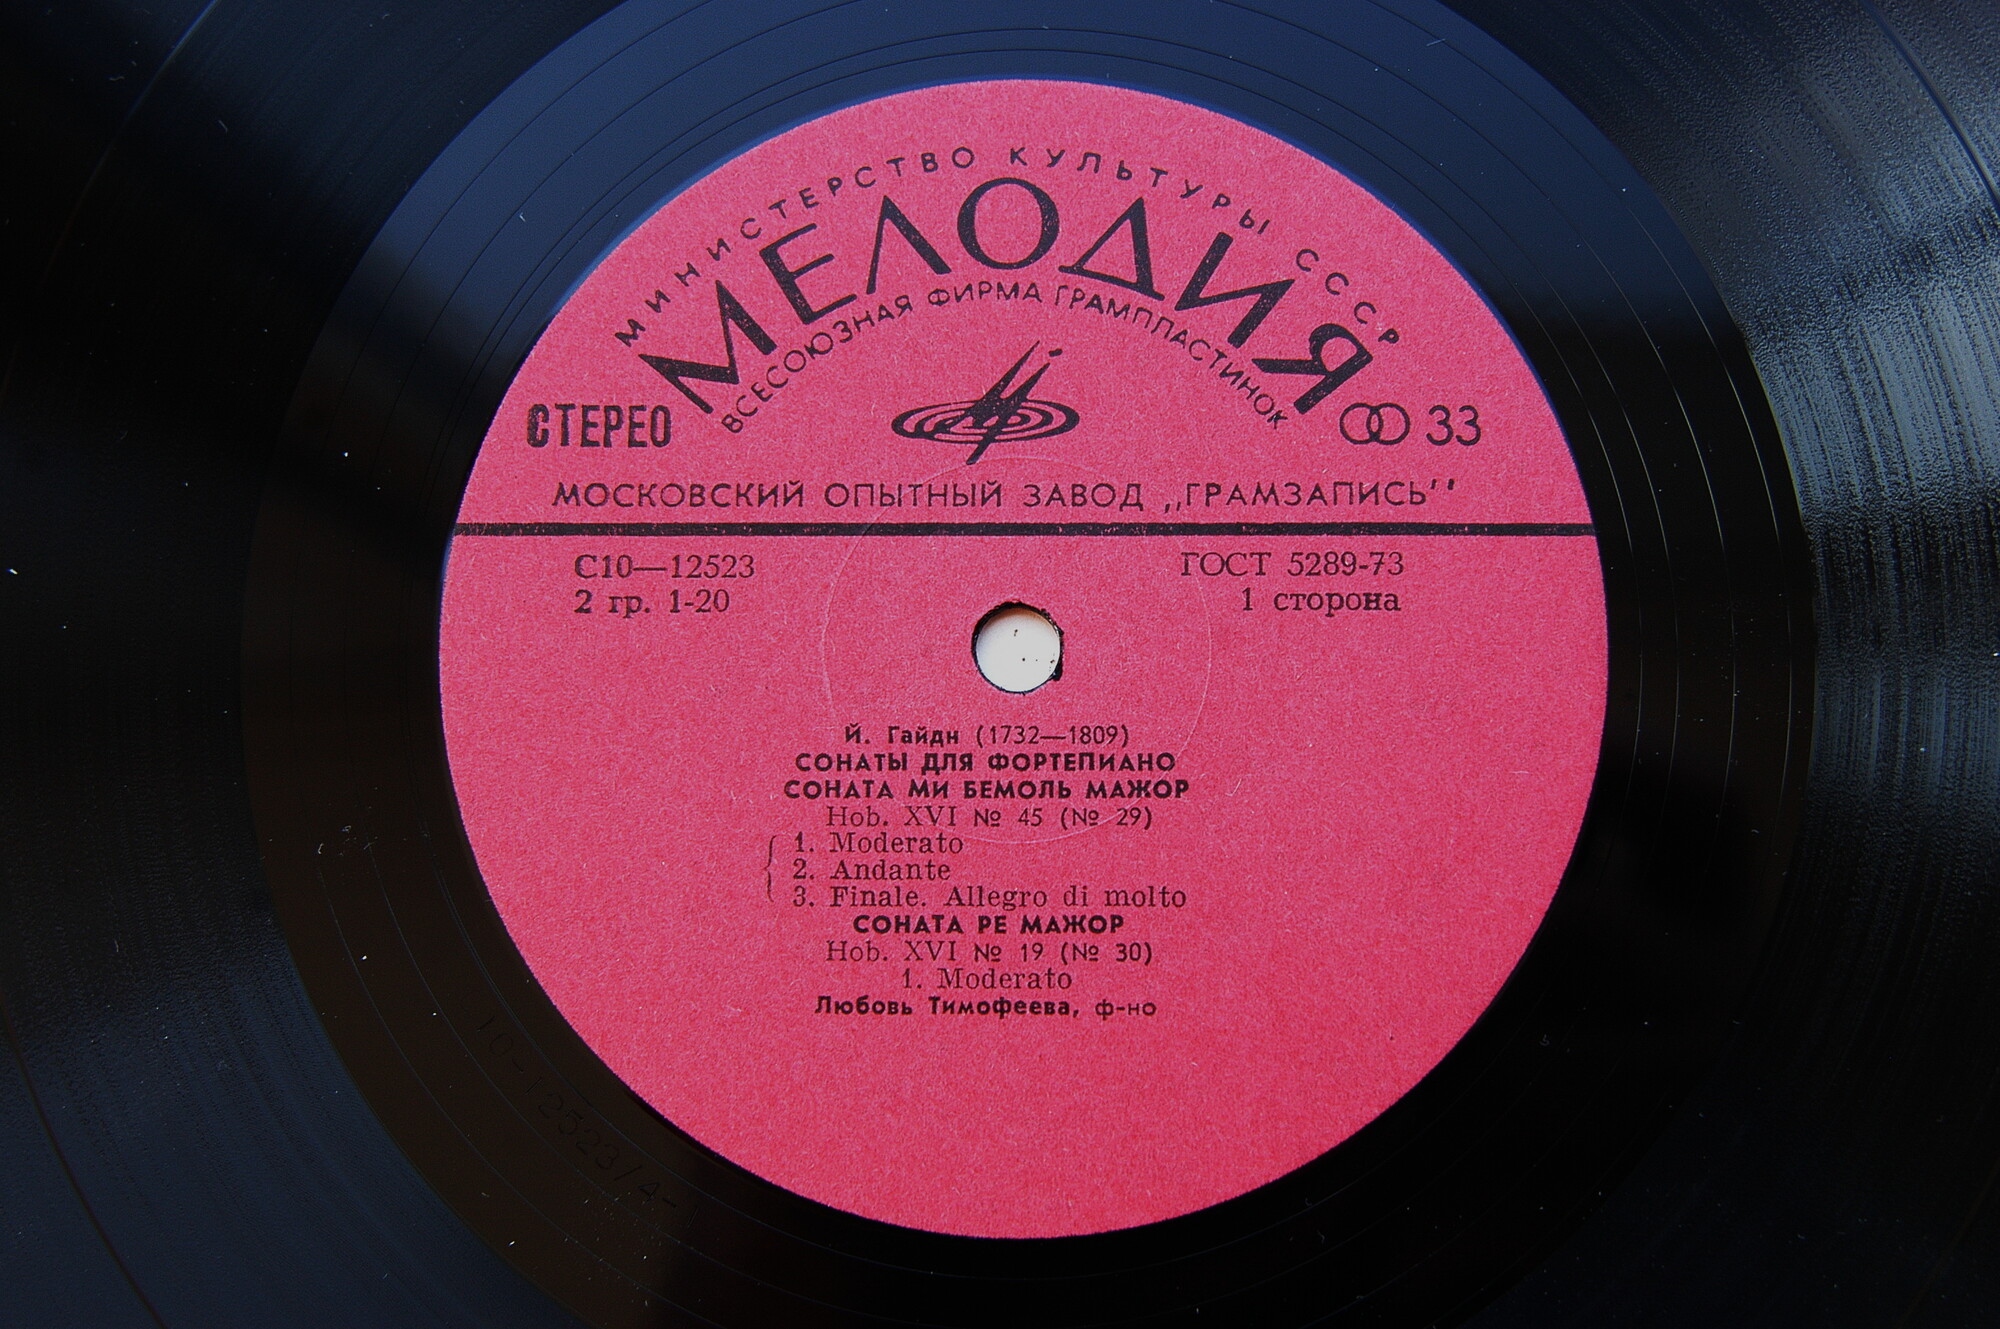 МИНИСТЕРСТВО КУЛЬТУРЫ СССР
МЕЛОДИЯ
ВСЕСОЮЗНАЯ ФИРМА ГРАМПЛАСТИНОК
СТЕРЕО 33
МОСКОВСКИЙ ОПЫТНЫЙ ЗАВОД „ГРАМЗАПИСЬ"
С10—12523 ГОСТ 5289-73
2 гр. 1-20 1 сторона
Й. Гайдн (1732—1809)
СОНАТЫ ДЛЯ ФОРТЕПИАНО
СОНАТА МИ БЕМОЛЬ МАЖОР
Hob. XVI № 45 (№ 29)
1. Moderato
2. Andante
3. Finale. Allegro di molto
СОНАТА РЕ МАЖОР
Hob. XVI № 19 (№ 30)
1. Moderato
Любовь Тимофеева, ф-но